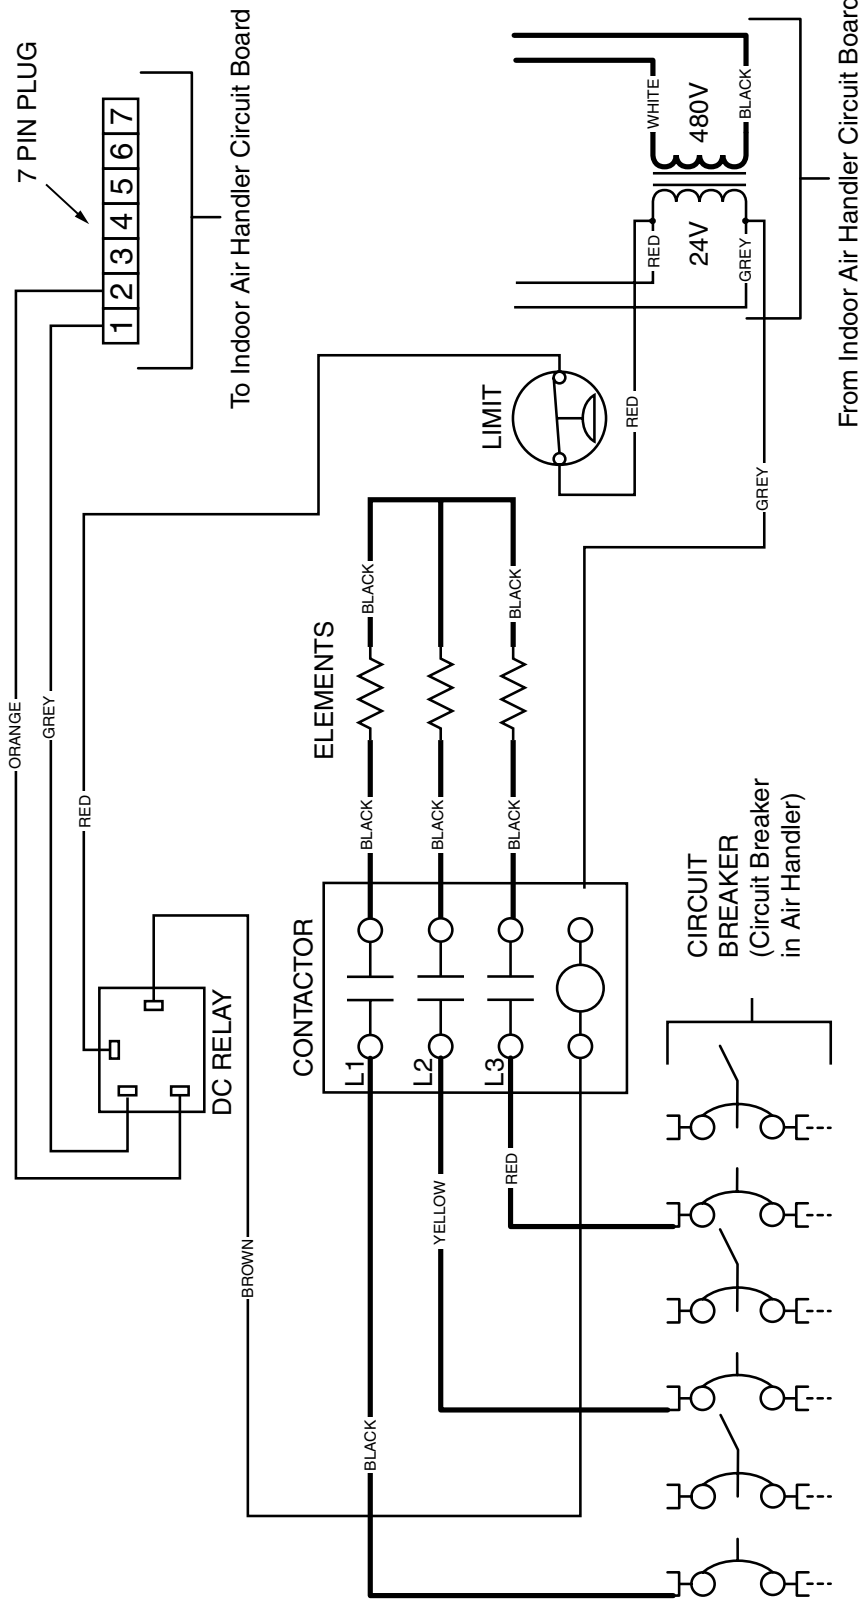 7 PIN PLUG
1 2 3 4 5 6 7
To Indoor Air Handler Circuit Board
ORANGE
GREY
RED
DC RELAY
BROWN
LIMIT
RED
WHITE
BLACK
480V
24V
RED
GREY
GREY
From Indoor Air Handler Circuit Board
ELEMENTS
BLACK
BLACK
BLACK
BLACK
BLACK
CONTACTOR
L1
L2
L3
BLACK
YELLOW
RED
CIRCUIT
BREAKER
(Circuit Breaker
in Air Handler)